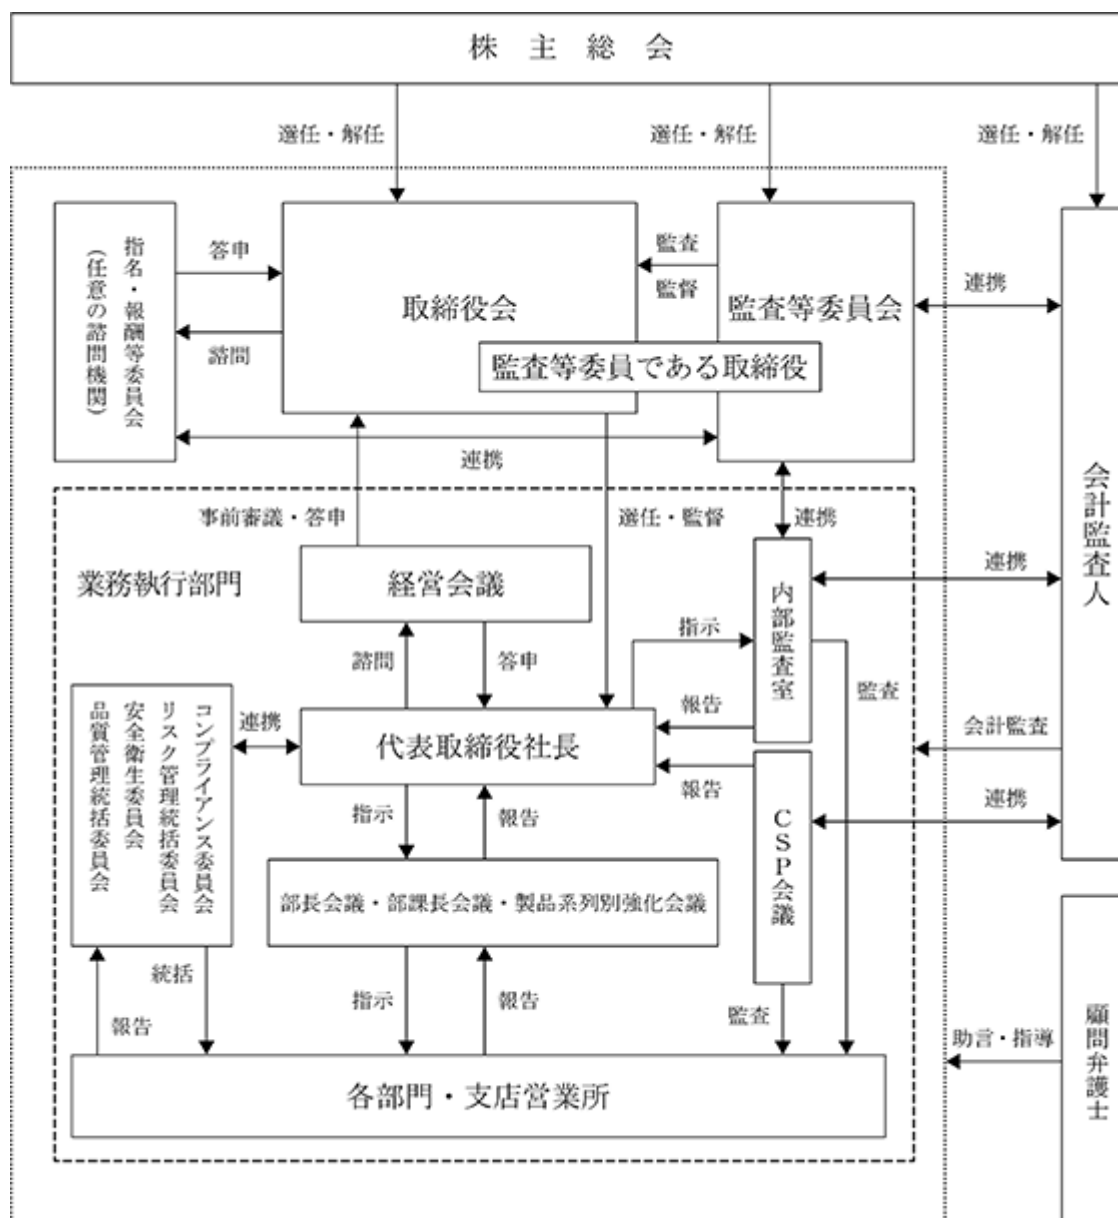 株主総会
選任・解任
選任・解任
選任・解任
指名・報酬等委員会
(任意の諮問機関)
答申
諮問
取締役会
監査
監督
監査等委員会
監査等委員である取締役
連携
連携
会計監査人
事前審議・答申
選任・監督
連携
業務執行部門
経営会議
内部監査室
連携
諮問
答申
指示
監査
コンプライアンス委員会
リスク管理統括委員会
安全衛生委員会
品質管理統括委員会
連携
代表取締役社長
報告
報告
会計監査
連携
指示
報告
CSP会議
部長会議・部課長会議・製品系列別強化会議
統括
報告
指示
報告
監査
各部門・支店営業所
助言・指導
顧問弁護士